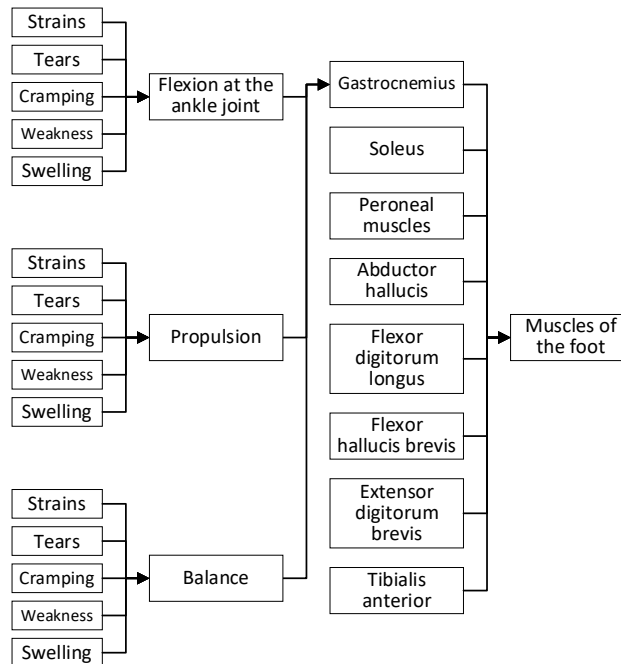 Strains
Tears
Cramping
Weakness
Swelling
Flexion at the
ankle joint
Strains
Tears
Cramping
Weakness
Swelling
Propulsion
Strains
Tears
Cramping
Weakness
Swelling
Balance
Gastrocnemius
Soleus
Peroneal
muscles
Abductor
hallucis
Flexor
digitorum
longus
Flexor
hallucis brevis
Extensor
digitorum
brevis
Tibialis
anterior
Muscles of
the foot